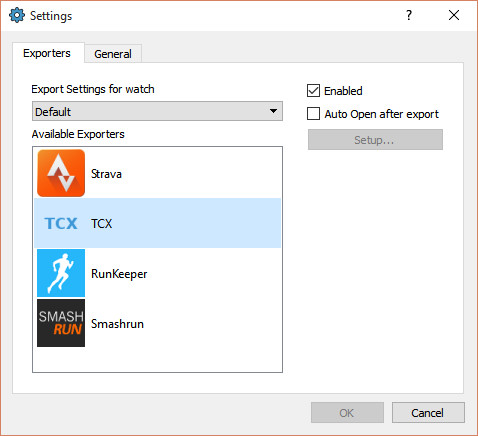 Settings
?
Exporters
General
Export Settings for watch
Default
Available Exporters
Strava
TCX
TCX
RunKeeper
SMASH
RUN
Smashrun
Enabled
Auto Open after export
Setup...
OK
Cancel